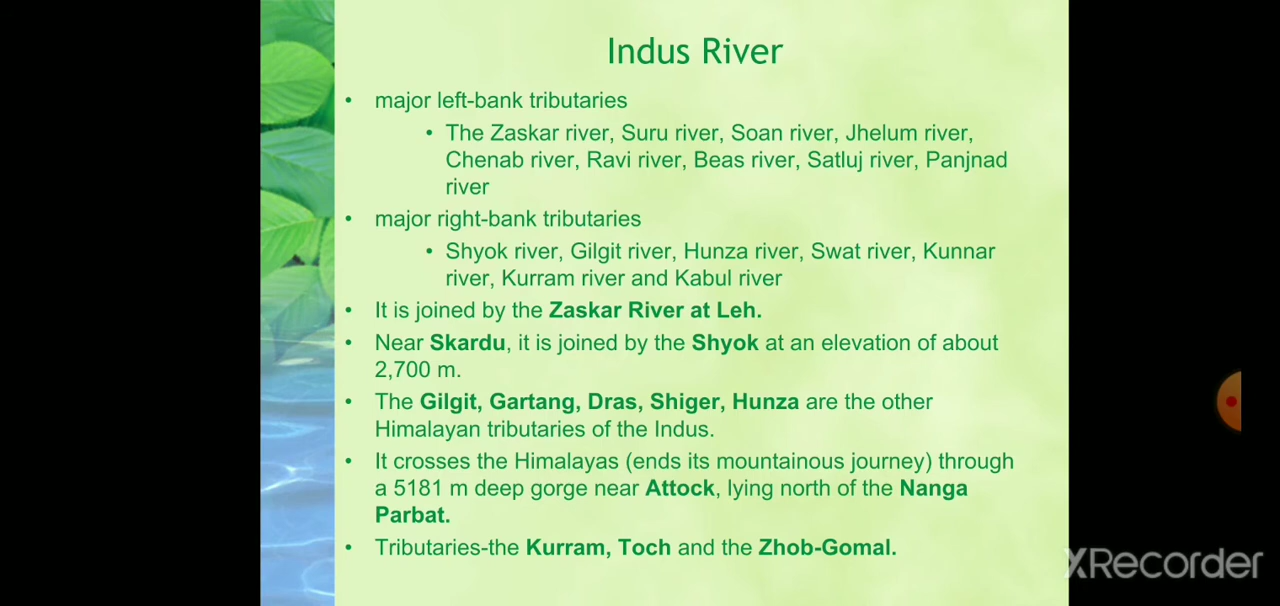 Indus River
• major left-bank tributaries
• The Zaskar river, Suru river, Soan river, Jhelum river,
Chenab river, Ravi river, Beas river, Satluj river, Panjnad
river
• major right-bank tributaries
• Shyok river, Gilgit river, Hunza river, Swat river, Kunnar
river, Kurram river and Kabul river
• It is joined by the Zaskar River at Leh.
• Near Skardu, it is joined by the Shyok at an elevation of about
2,700 m.
• The Gilgit, Gartang, Dras, Shiger, Hunza are the other
Himalayan tributaries of the Indus.
• It crosses the Himalayas (ends its mountainous journey) through
a 5181 m deep gorge near Attock, lying north of the Nanga
Parbat.
• Tributaries-the Kurram, Toch and the Zhob-Gomal.
XRecorder